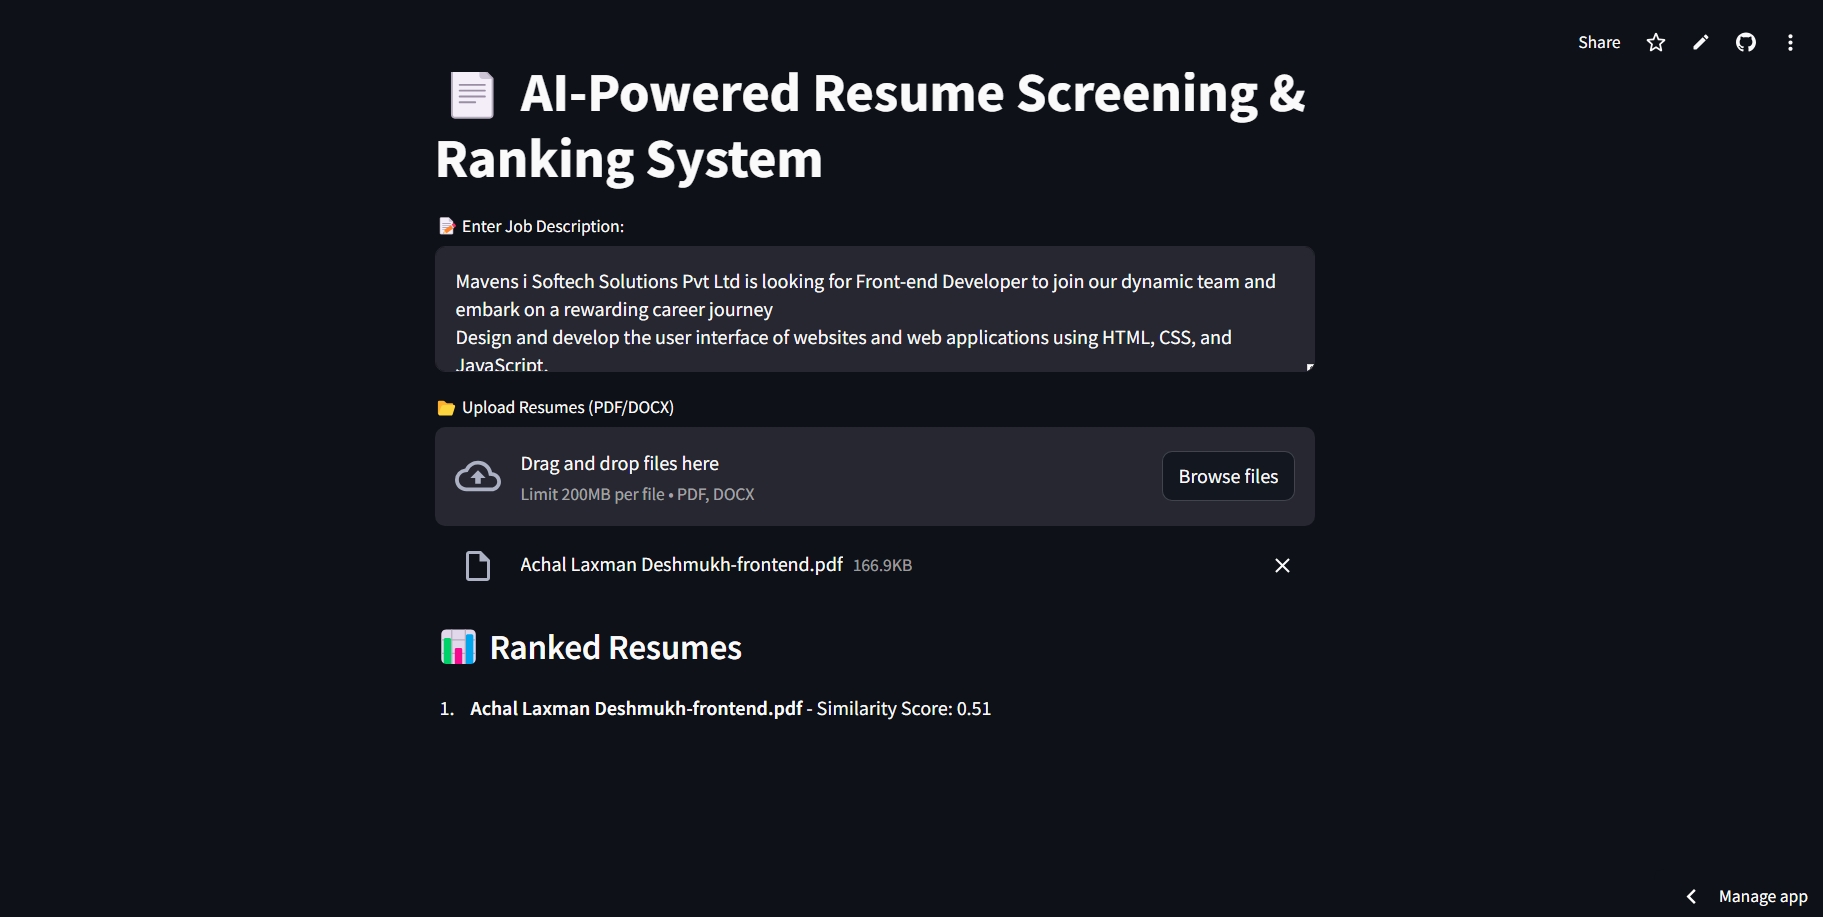 Share
📄 AI-Powered Resume Screening &
Ranking System
📝 Enter Job Description:
Mavens i Softech Solutions Pvt Ltd is looking for Front-end Developer to join our dynamic team and
embark on a rewarding career journey
Design and develop the user interface of websites and web applications using HTML, CSS, and
JavaScript.
📂 Upload Resumes (PDF/DOCX)
Drag and drop files here
Limit 200MB per file • PDF, DOCX
Browse files
Achal Laxman Deshmukh-frontend.pdf 166.9KB
📊 Ranked Resumes
1. Achal Laxman Deshmukh-frontend.pdf - Similarity Score: 0.51
Manage app